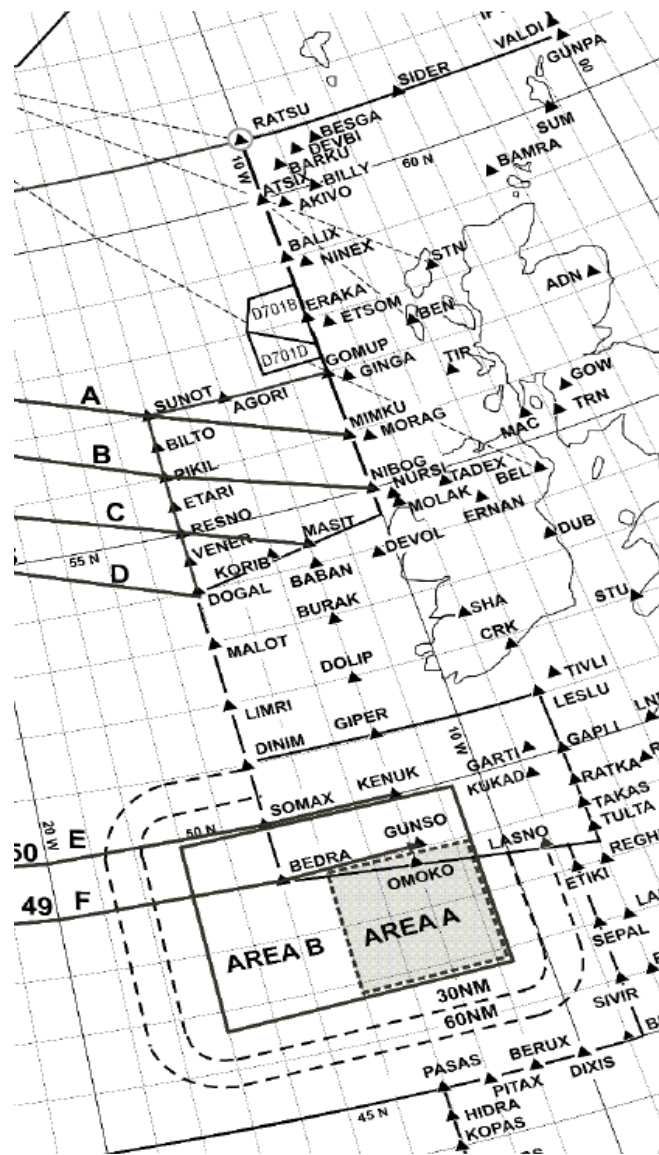 VALDI
GUNPA
00
SIDER
SUM
RATSU
BESGA
DEVBI
BARKU
10 W
60 N
BAMRA
BILLY
ATSIX
AKIVO
BALIX
NINEX
STN
ADN
D701B
ERAKA
ETSOM
BEN
D701D
GOMUP
GINGA
TIR
GOW
TRN
A
SUNOT
AGORI
MIMKU
MORAG
MAC
BILTO
B
PIKIL
NIBOG
NURSI
TADEX
BEL
ETARI
MOLAK
ERNAN
C
RESNO
MASIT
DUB
55 N
VENER
KORIB
DEVOL
D
DOGAL
BABAN
BURAK
SHA
STU
MALOT
CRK
DOLIP
TIVLI
LIMRI
LESLU
GIPER
10 W
DINIM
GARTI
GAPLI
KENUK
KUKAD
RATKA
SOMAX
TAKAS
20 W
50 N
TULTA
50
E
GUNSO
LASNO
BEDRA
REGH
OMOKO
ETIKI
49
F
AREA A
AREA B
SEPAL
30NM
60NM
SIVIR
BERUX
PASAS
DIXIS
PITAX
45 N
HIDRA
KOPAS